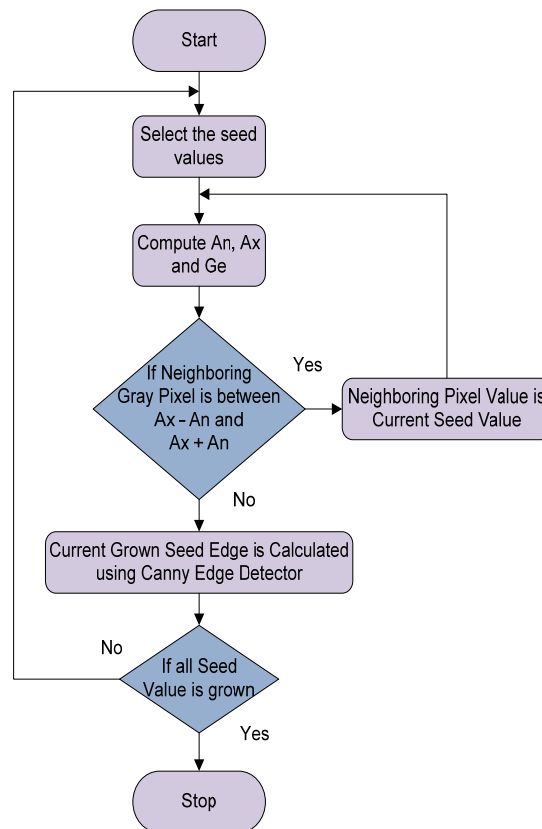 Start
Select the seed
values
Compute An, Ax
and Ge
If Neighboring
Gray Pixel is between
Ax - An and
Ax + An
Yes
Neighboring Pixel Value is
Current Seed Value
No
Current Grown Seed Edge is Calculated
using Canny Edge Detector
No
If all Seed
Value is grown
Yes
Stop